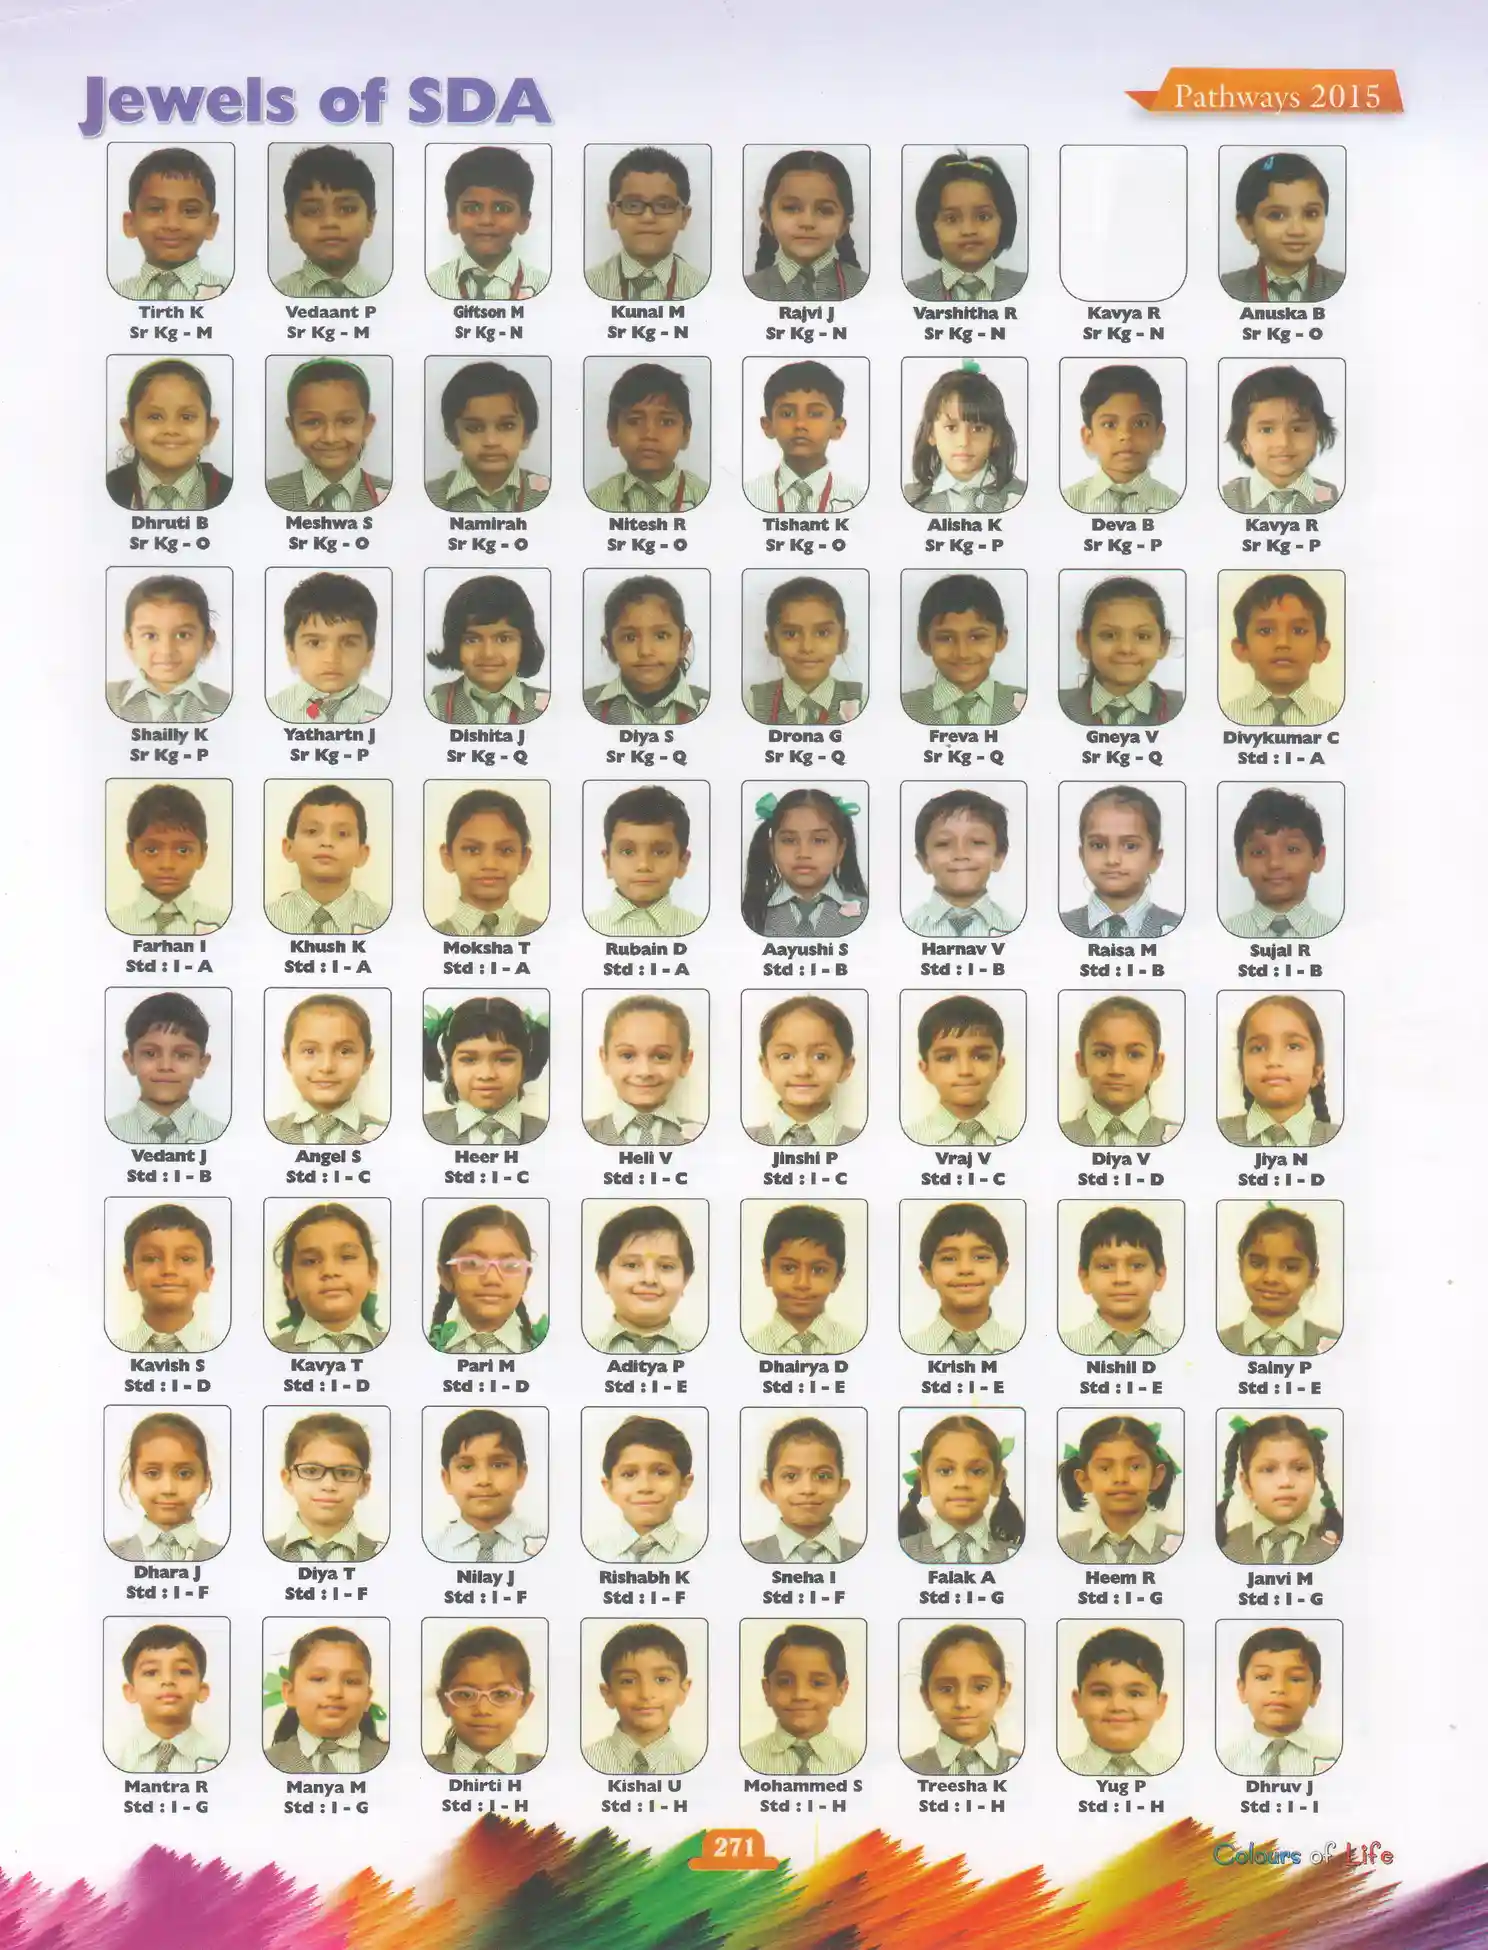 Jewels of SDA
Pathways 2015
Tirth K Vedaant P Giftson M Kunal M Rajvi J Varshitha R Kavya R Anuska B
Sr Kg - M Sr Kg - M Sr Kg - N Sr Kg - N Sr Kg - N Sr Kg - N Sr Kg - N Sr Kg - O
Dhruti B Meshwa S Namirah Nitesh R Tishant K Alisha K Deva B Kavya R
Sr Kg - O Sr Kg - O Sr Kg - O Sr Kg - O Sr Kg - O Sr Kg - P Sr Kg - P Sr Kg - P
Shailly K Yathartn J Dishita J Diya S Drona G Freva H Gneya V Divykumar C
Sr Kg - P Sr Kg - P Sr Kg - Q Sr Kg - Q Sr Kg - Q Sr Kg - Q Sr Kg - Q Std : I - A
Farhan I Khush K Moksha T Rubain D Aayushi S Harnav V Raisa M Sujal R
Std : I - A Std : I - A Std : I - A Std : I - A Std : I - B Std : I - B Std : I - B Std : I - B
Vedant J Angel S Heer H Heli V Jinshi P Vraj V Diya V Jiya N
Std : I - B Std : I - C Std : I - C Std : I - C Std : I - C Std : I - C Std : I - D Std : I - D
Kavish S Kavya T Pari M Aditya P Dhairya D Krish M Nishil D Sainy P
Std : I - D Std : I - D Std : I - D Std : I - E Std : I - E Std : I - E Std : I - E Std : I - E
Dhara J Diya T Nilay J Rishabh K Sneha I Falak A Heem R Janvi M
Std : I - F Std : I - F Std : I - F Std : I - F Std : I - F Std : I - G Std : I - G Std : I - G
Mantra R Manya M Dhirti H Kishal U Mohammed S Treesha K Yug P Dhruv J
Std : I - G Std : I - G Std : I - H Std : I - H Std : I - H Std : I - H Std : I - H Std : I - I
271
Colours of Life